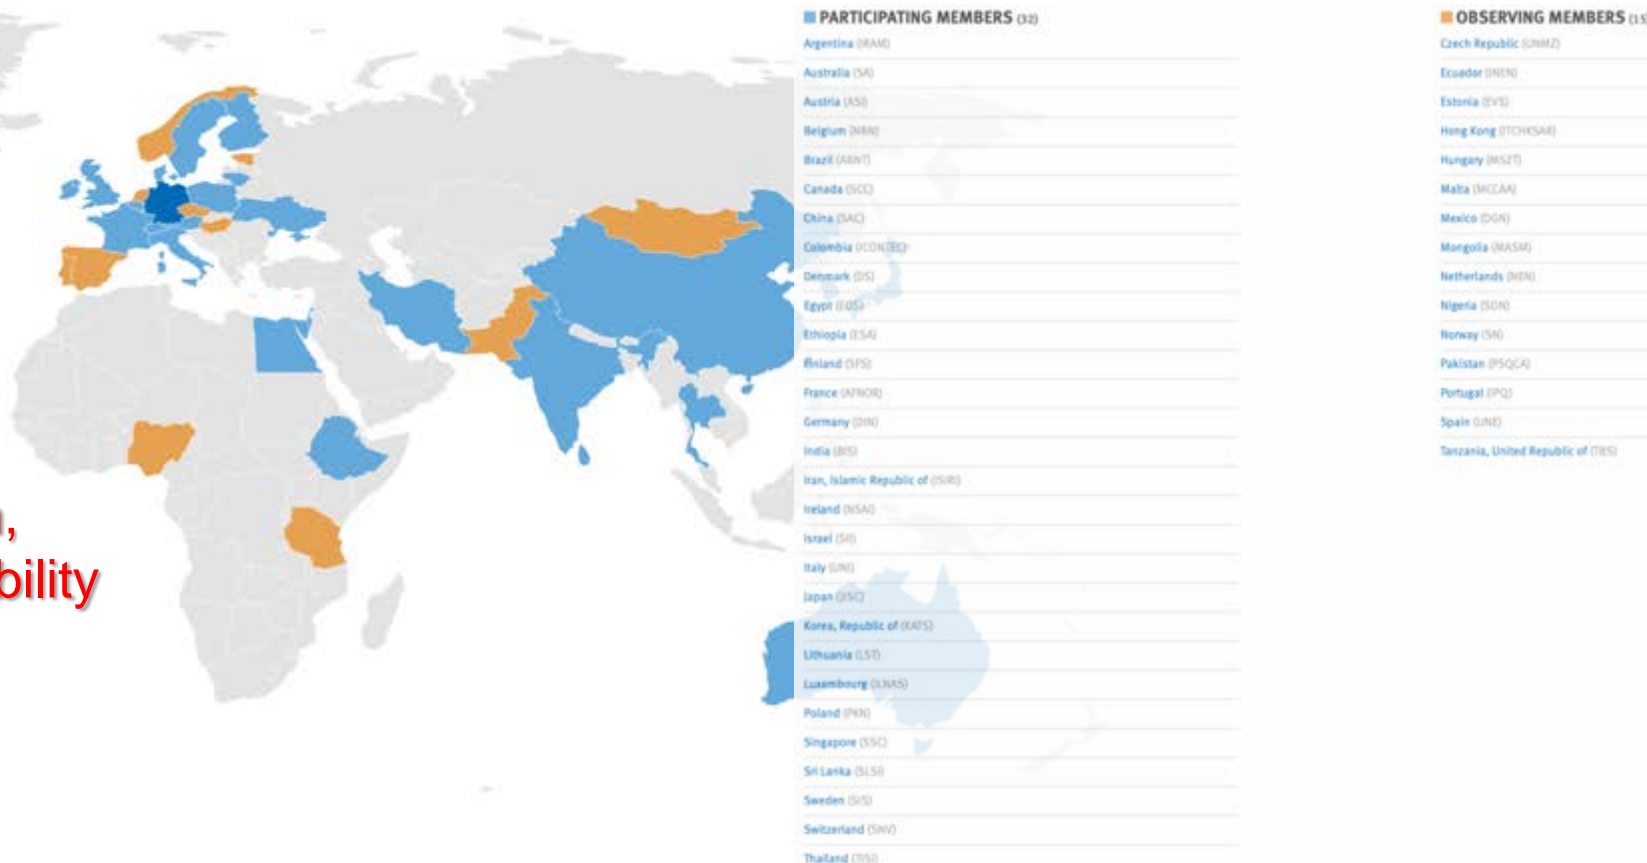 n,
bility
PARTICIPATING MEMBERS (32)
Argentina (IRAM)
Australia (SA)
Austria (ASI)
Belgium (NBN)
Brazil (ABNT)
Canada (SCC)
China (SAC)
Colombia (ICONTEC)
Denmark (DS)
Egypt (EOS)
Ethiopia (ESA)
Finland (SFS)
France (AFNOR)
Germany (DIN)
India (BIS)
Iran, Islamic Republic of (ISIRI)
Ireland (NSAI)
Israel (SII)
Italy (UNI)
Japan (JISC)
Korea, Republic of (KATS)
Lithuania (LST)
Luxembourg (ILNAS)
Poland (PKN)
Singapore (SSC)
Sri Lanka (SLSI)
Sweden (SIS)
Switzerland (SNV)
Thailand (TISI)
OBSERVING MEMBERS (15
Czech Republic (UNMZ)
Ecuador (INEN)
Estonia (EVS)
Hong Kong (ITCHKSAR)
Hungary (MSZT)
Malta (MCCAA)
Mexico (DGN)
Mongolia (MASM)
Netherlands (NEN)
Nigeria (SON)
Norway (SN)
Pakistan (PSQCA)
Portugal (IPQ)
Spain (UNE)
Tanzania, United Republic of (TBS)